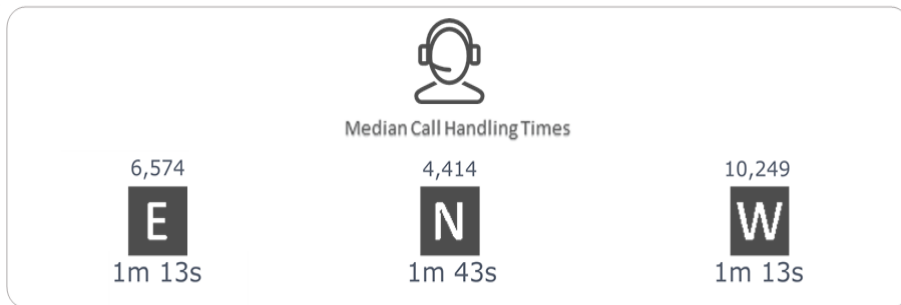 Median Call Handling Times
6,574 4,414 10,249
E N W
1m 13s 1m 43s 1m 13s